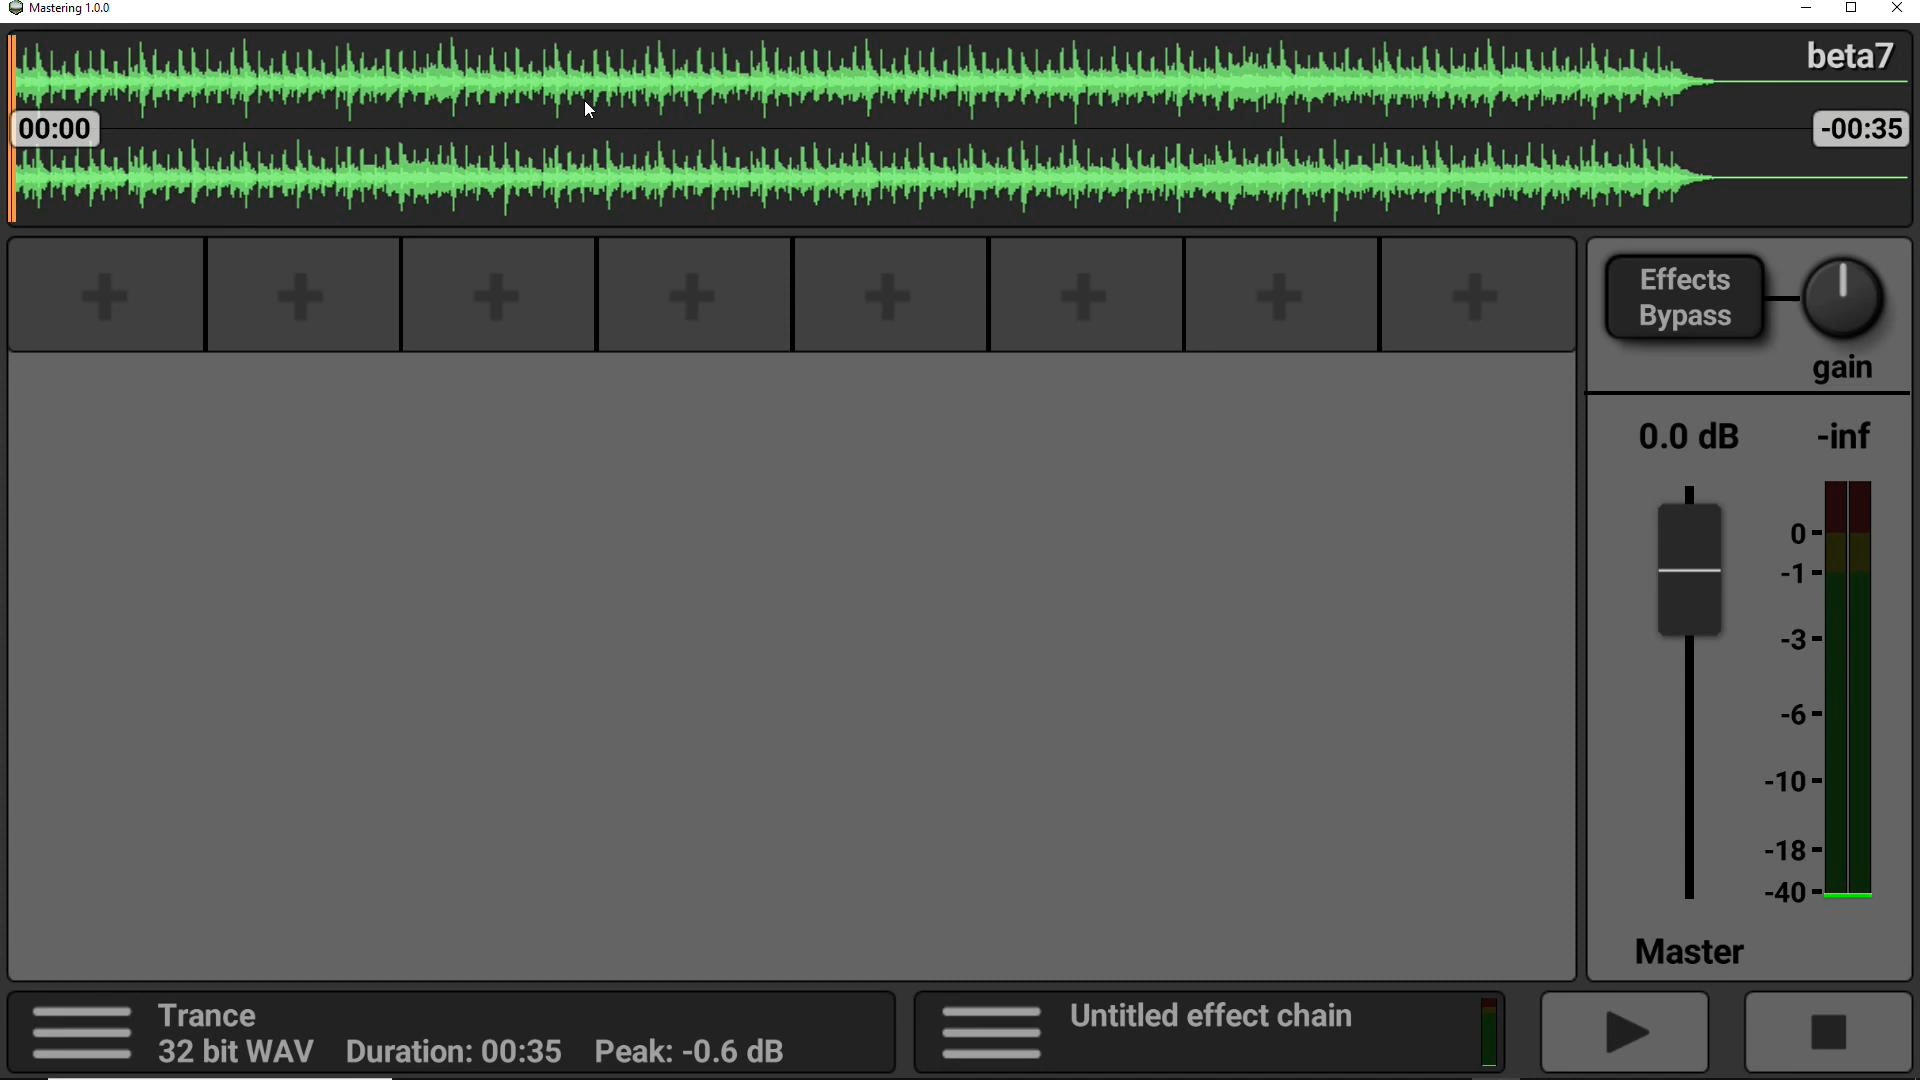 Mastering 1.0.0
beta7
00:00
-00:35
Effects
Bypass
gain
0.0 dB
-inf
0
-1
-3
-6
-10
-18
-40
Master
Trance
32 bit WAV Duration: 00:35 Peak: -0.6 dB
Untitled effect chain